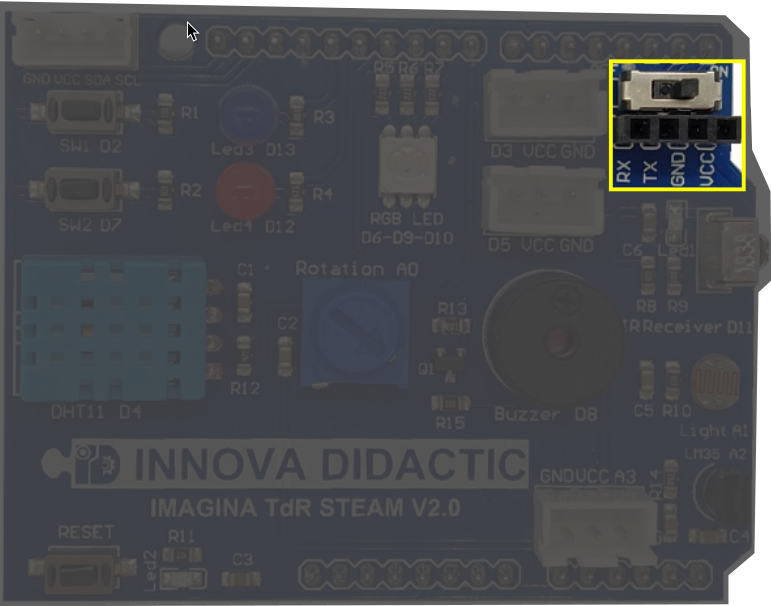 GND VCC SDA SCL
R5 R6 R7
ON
R1
R3
SW1 D2
Led3 D13
D3 VCC GND
RX
TX
GND
VCC
R2
R4
SW2 D7
Led4 D12
RGB LED
D6-D9-D10
D5 VCC GND
C6
Led1
1838
R8 R9
C1
Rotation A0
R13
C2
IR Receiver D11
Q1
R12
C5 R10
DHT11 D4
R15
Buzzer D8
Light A1
INNOVA DIDACTIC
LM35 A2
GND VCC A3
R14
IMAGINA TdR STEAM V2.0
RESET
R11
Led2
C3
C4